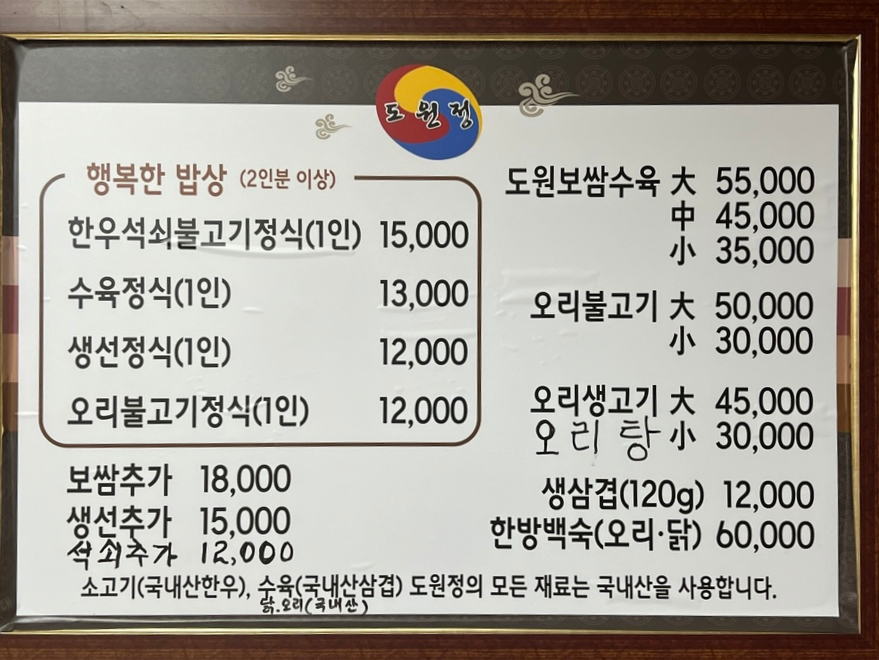 도원정
행복한 밥상 (2인분 이상)
한우석쇠불고기정식(1인) 15,000
수육정식(1인) 13,000
생선정식(1인) 12,000
오리불고기정식(1인) 12,000
보쌈추가 18,000
생선추가 15,000
석쇠추가 12,000
도원보쌈수육 大 55,000
中 45,000
小 35,000
오리불고기 大 50,000
小 30,000
오리생고기 大 45,000
오리탕 小 30,000
생삼겹(120g) 12,000
한방백숙(오리·닭) 60,000
소고기(국내산한우), 수육(국내산삼겹) 도원정의 모든 재료는 국내산을 사용합니다.
닭.오리(국내산)